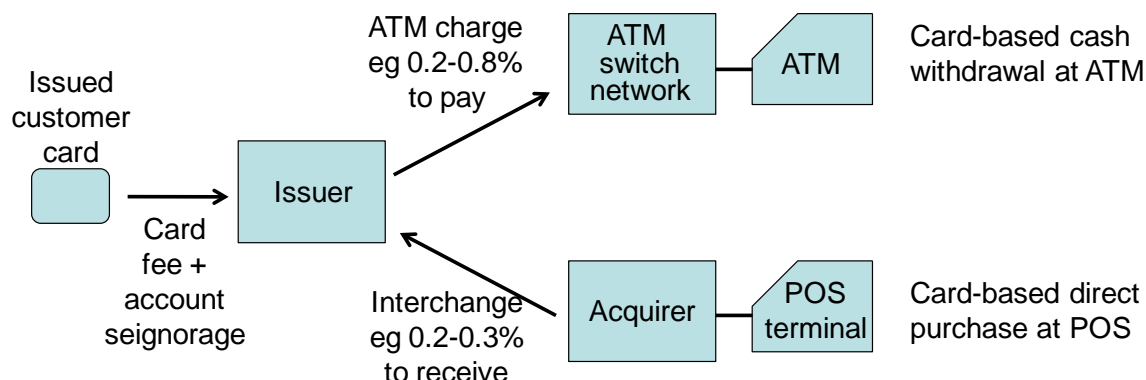 Issued
customer
card
Card
fee +
account
seignorage
Issuer
ATM charge
eg 0.2-0.8%
to pay
ATM
switch
network
ATM
Card-based cash
withdrawal at ATM
Interchange
eg 0.2-0.3%
to receive
Acquirer
POS
terminal
Card-based direct
purchase at POS